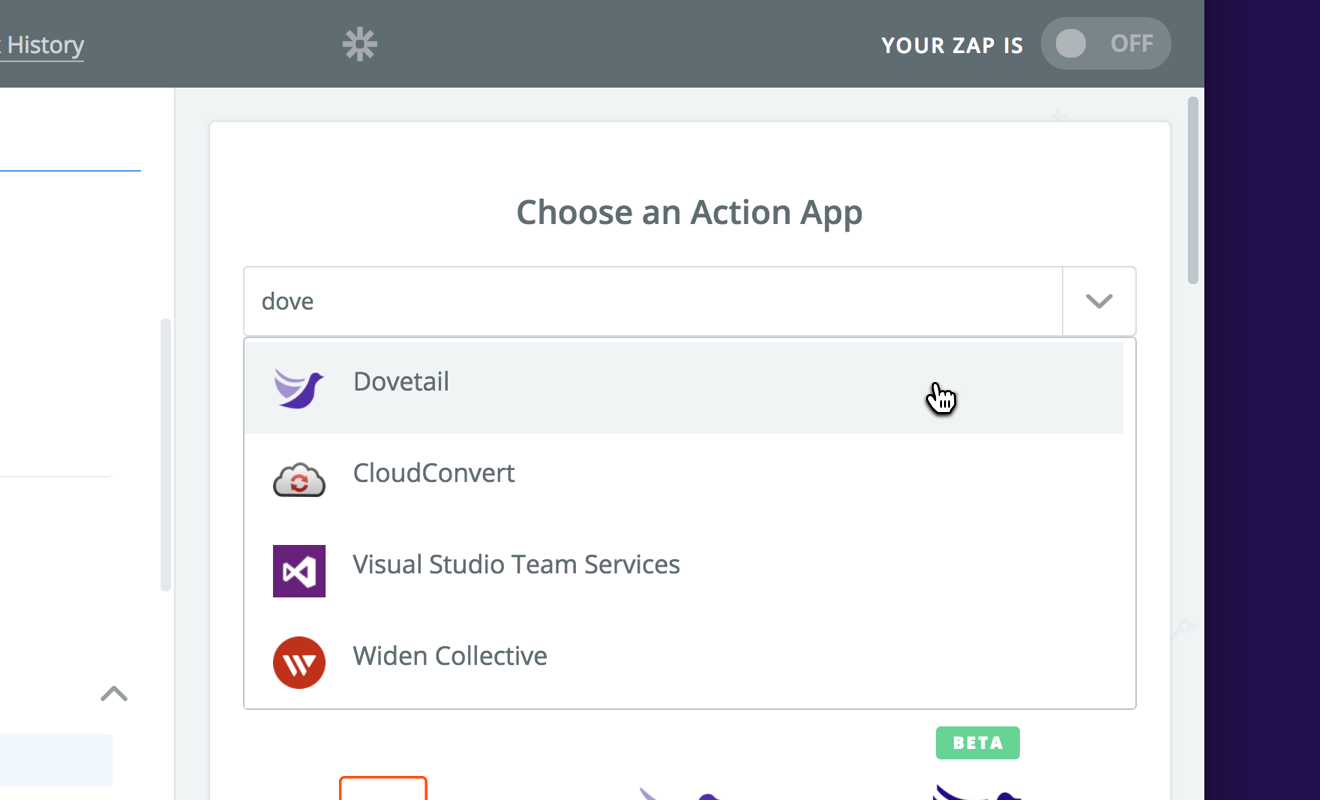 History
YOUR ZAP IS
OFF
Choose an Action App
dove
Dovetail
CloudConvert
Visual Studio Team Services
Widen Collective
BETA